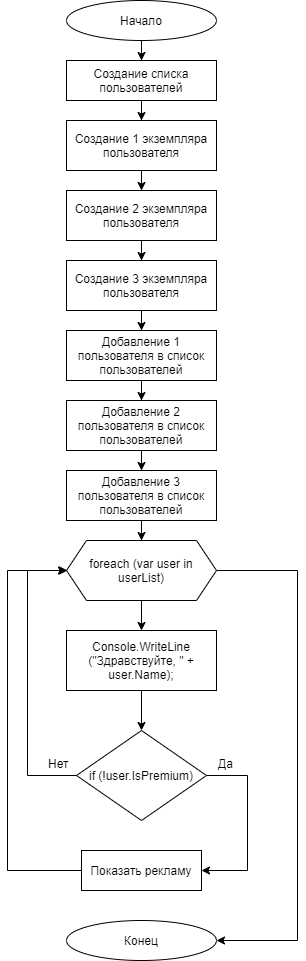 Начало
Создание списка
пользователей
Создание 1 экземпляра
пользователя
Создание 2 экземпляра
пользователя
Создание 3 экземпляра
пользователя
Добавление 1
пользователя в список
пользователей
Добавление 2
пользователя в список
пользователей
Добавление 3
пользователя в список
пользователей
foreach (var user in
userList)
Console.WriteLine
("Здравствуйте, " +
user.Name);
Нет
Да
if (!user.IsPremium)
Показать рекламу
Конец